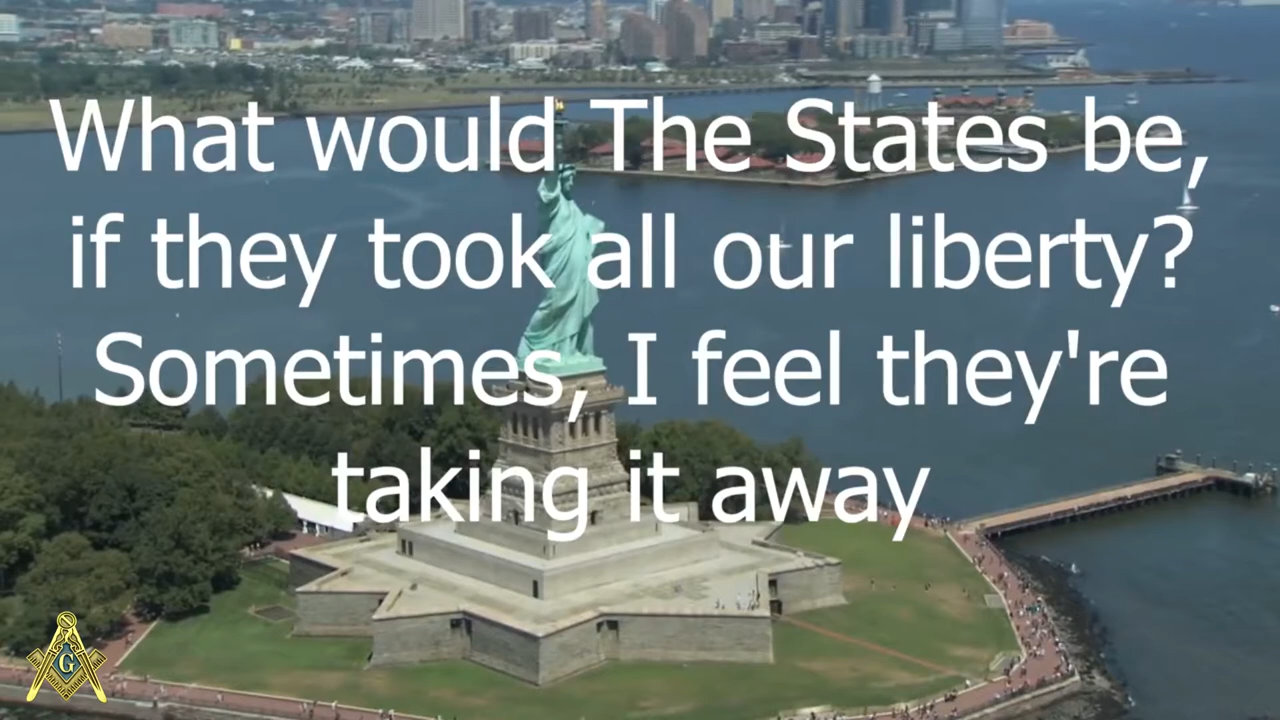 What would The States be,
if they took all our liberty?
Sometimes, I feel they're
taking it away
G